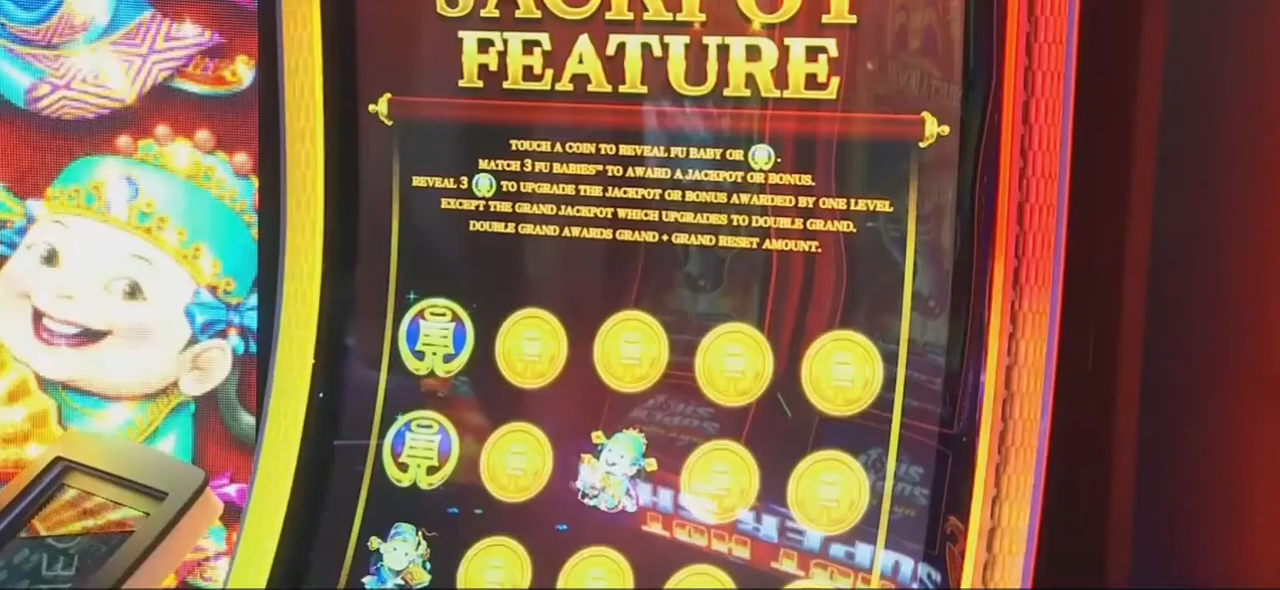 JACKPOT
FEATURE
TOUCH A COIN TO REVEAL FU BABY OR .
MATCH 3 FU BABIES™ TO AWARD A JACKPOT OR BONUS.
REVEAL 3 TO UPGRADE THE JACKPOT OR BONUS AWARDED BY ONE LEVEL
EXCEPT THE GRAND JACKPOT WHICH UPGRADES TO DOUBLE GRAND.
DOUBLE GRAND AWARDS GRAND + GRAND RESET AMOUNT.